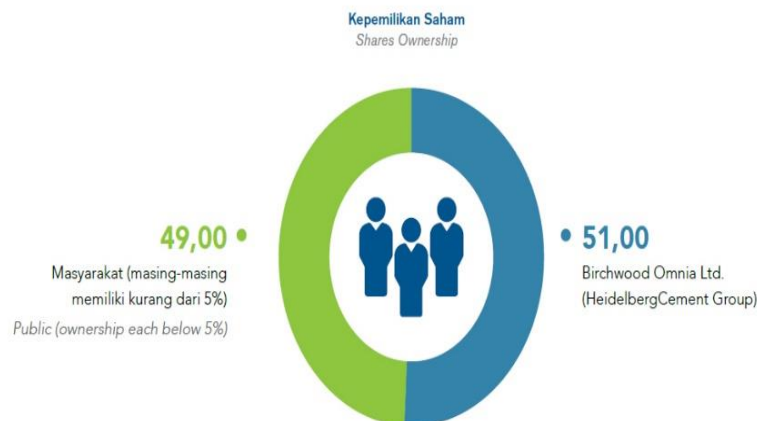 Kepemilikan Saham
Shares Ownership
49,00
Masyarakat (masing-masing
memiliki kurang dari 5%)
Public (ownership each below 5%)
51,00
Birchwood Omnia Ltd.
(HeidelbergCement Group)